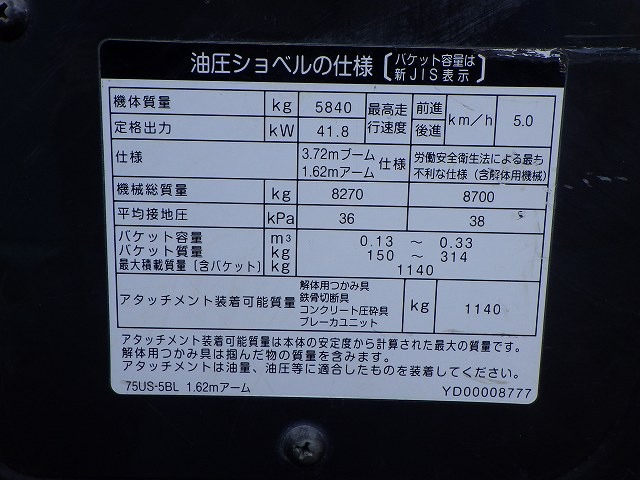 油圧ショベルの仕様 [バケット容量は
新JIS表示]
機体質量 kg 5840 最高走行速度 前進 後進 km/h 5.0
定格出力 kW 41.8
仕様 3.72mブーム 1.62mアーム 仕様 労働安全衛生法による最も
不利な仕様(含解体用機械)
機械総質量 kg 8270 8700
平均接地圧 kPa 36 38
バケット容量 m³ 0.13 ~ 0.33
バケット質量 kg 150 ~ 314
最大積載質量(含バケット) kg 1140
アタッチメント装着可能質量 解体用つかみ具
鉄骨切断具
コンクリート圧砕具
ブレーカユニット
kg 1140
アタッチメント装着可能質量は本体の安定度から計算された最大の質量です。
解体用つかみ具は掴んだ物の質量を含みます。
アタッチメントは油量、油圧等に適合したものを装着してください。
75US-5BL 1.62mアーム YD00008777